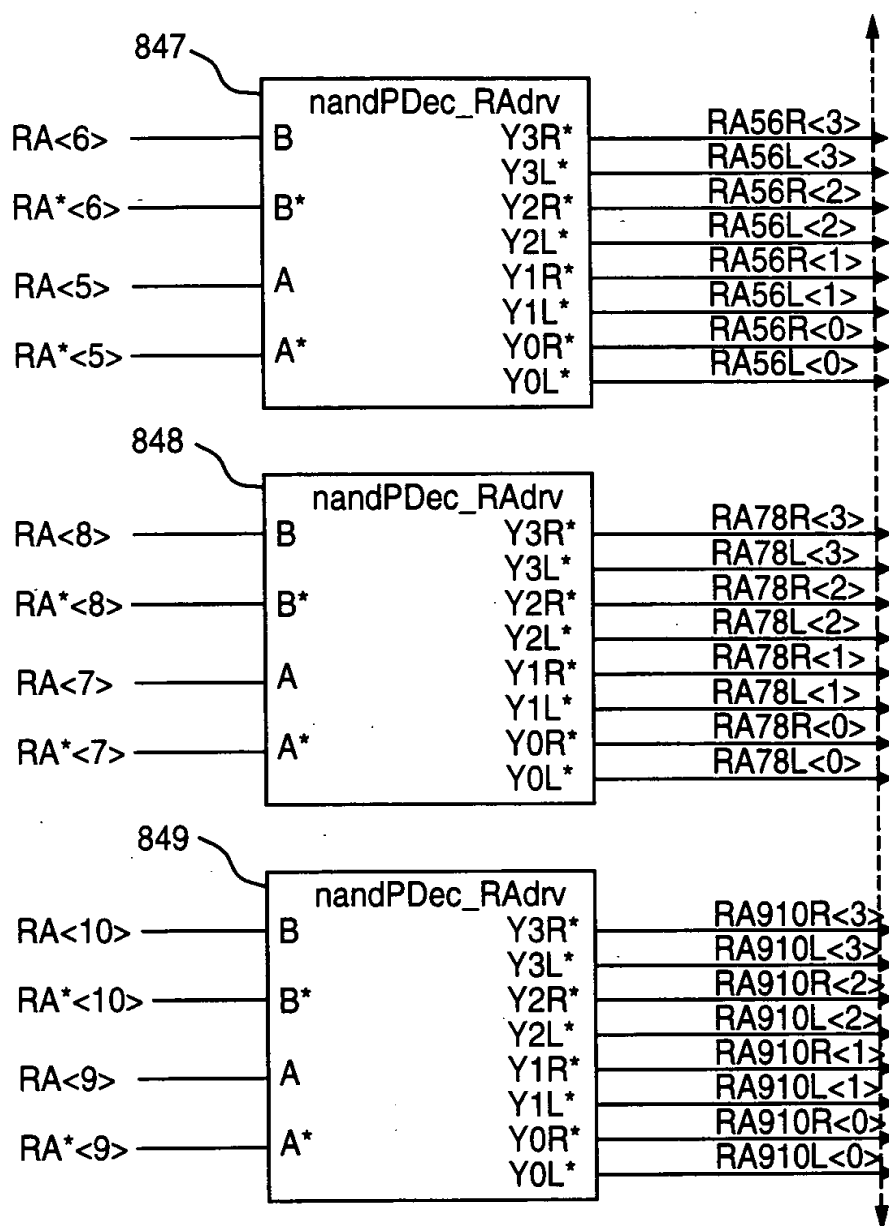 847
nandPDec_RAdrv
RA<6> B Y3R* RA56R<3>
Y3L* RA56L<3>
RA*<6> B* Y2R* RA56R<2>
Y2L* RA56L<2>
RA<5> A Y1R* RA56R<1>
Y1L* RA56L<1>
RA*<5> A* Y0R* RA56R<0>
Y0L* RA56L<0>
848
nandPDec_RAdrv
RA<8> B Y3R* RA78R<3>
Y3L* RA78L<3>
RA*<8> B* Y2R* RA78R<2>
Y2L* RA78L<2>
RA<7> A Y1R* RA78R<1>
Y1L* RA78L<1>
RA*<7> A* Y0R* RA78R<0>
Y0L* RA78L<0>
849
nandPDec_RAdrv
RA<10> B Y3R* RA910R<3>
Y3L* RA910L<3>
RA*<10> B* Y2R* RA910R<2>
Y2L* RA910L<2>
RA<9> A Y1R* RA910R<1>
Y1L* RA910L<1>
RA*<9> A* Y0R* RA910R<0>
Y0L* RA910L<0>